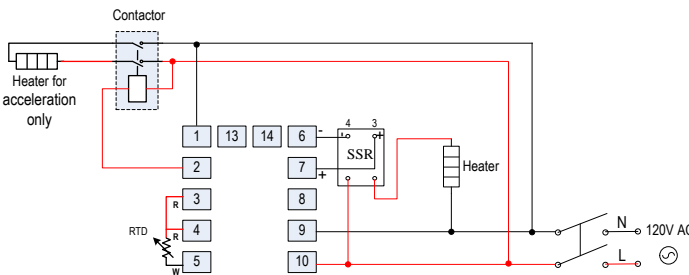 Contactor
Heater for
acceleration
only
1
13
14
6
-
4
3
+
SSR
2
7
+
Heater
3
R
8
RTD
4
R
9
N
120V AC
5
W
10
L